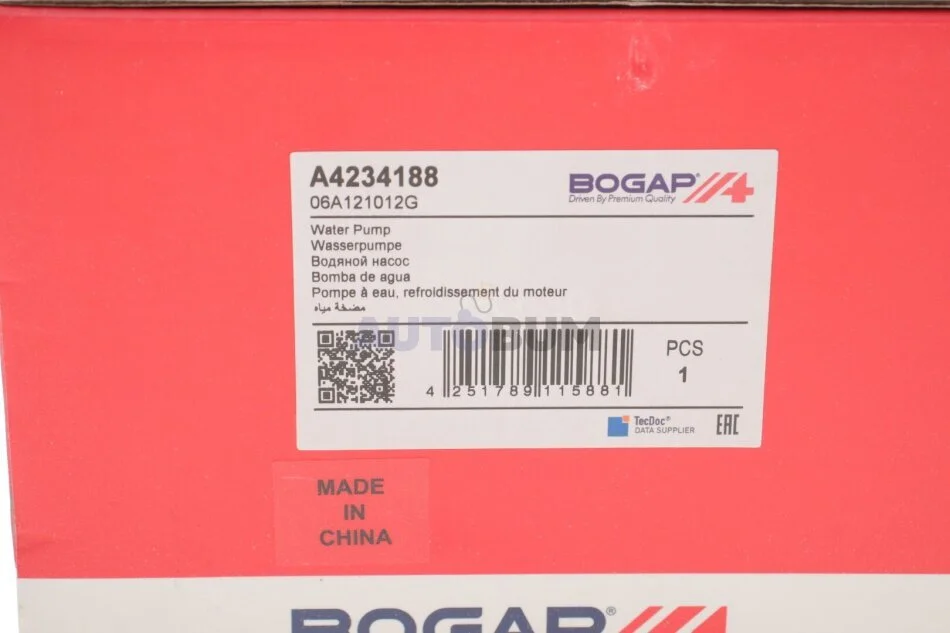 A4234188
06A121012G
BOGAP®
Driven By Premium Quality
Water Pump
Wasserpumpe
Водяной насос
Bomba de agua
Pompe à eau, refroidissement du moteur
مضخة مياه
AUTOBUM
4 251789 115881
PCS
1
TecDoc®
DATA SUPPLIER
EAC
MADE
IN
CHINA
BOGAP®